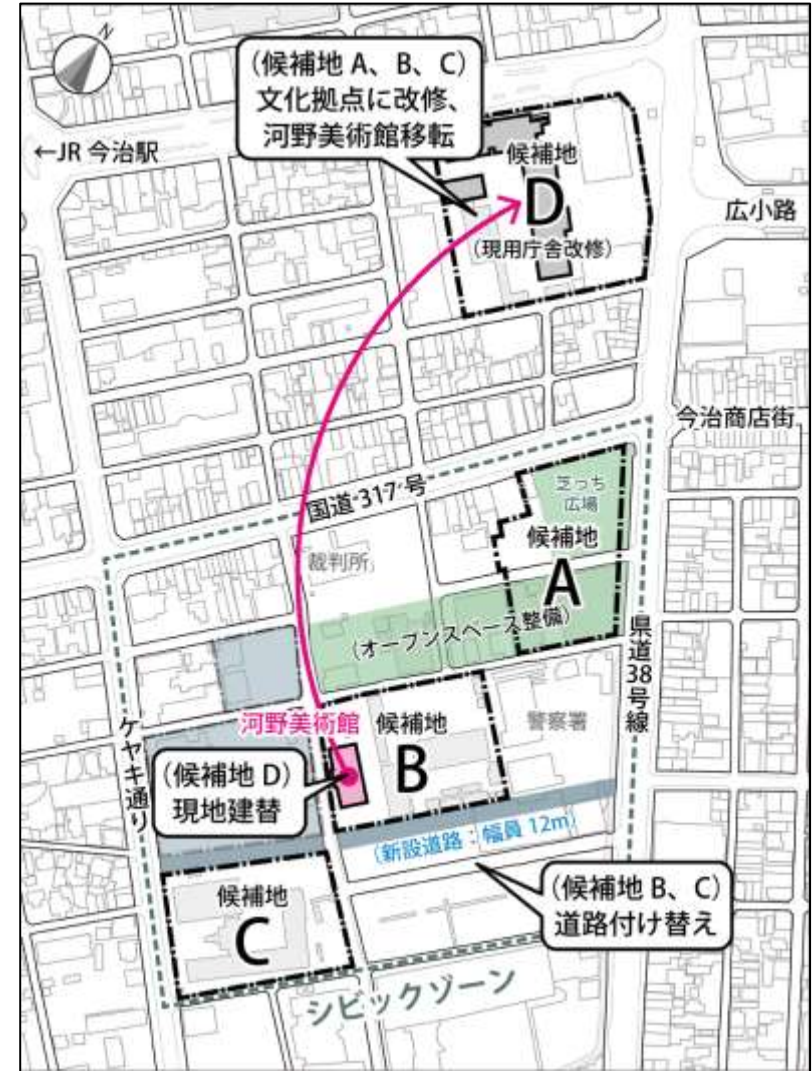 N
(候補地 A、B、C)
文化拠点に改修、
河野美術館移転
←JR 今治駅
候補地
D
(現用庁舎改修)
広小路
今治商店街
国道 317 号
芝っち
広場
裁判所
候補地
A
(オープンスペース整備)
県道38号線
河野美術館
候補地
B
警察署
ケヤキ通り
(候補地 D)
現地建替
(新設道路:幅員 12m)
候補地
C
(候補地 B、C)
道路付け替え
シビックゾーン